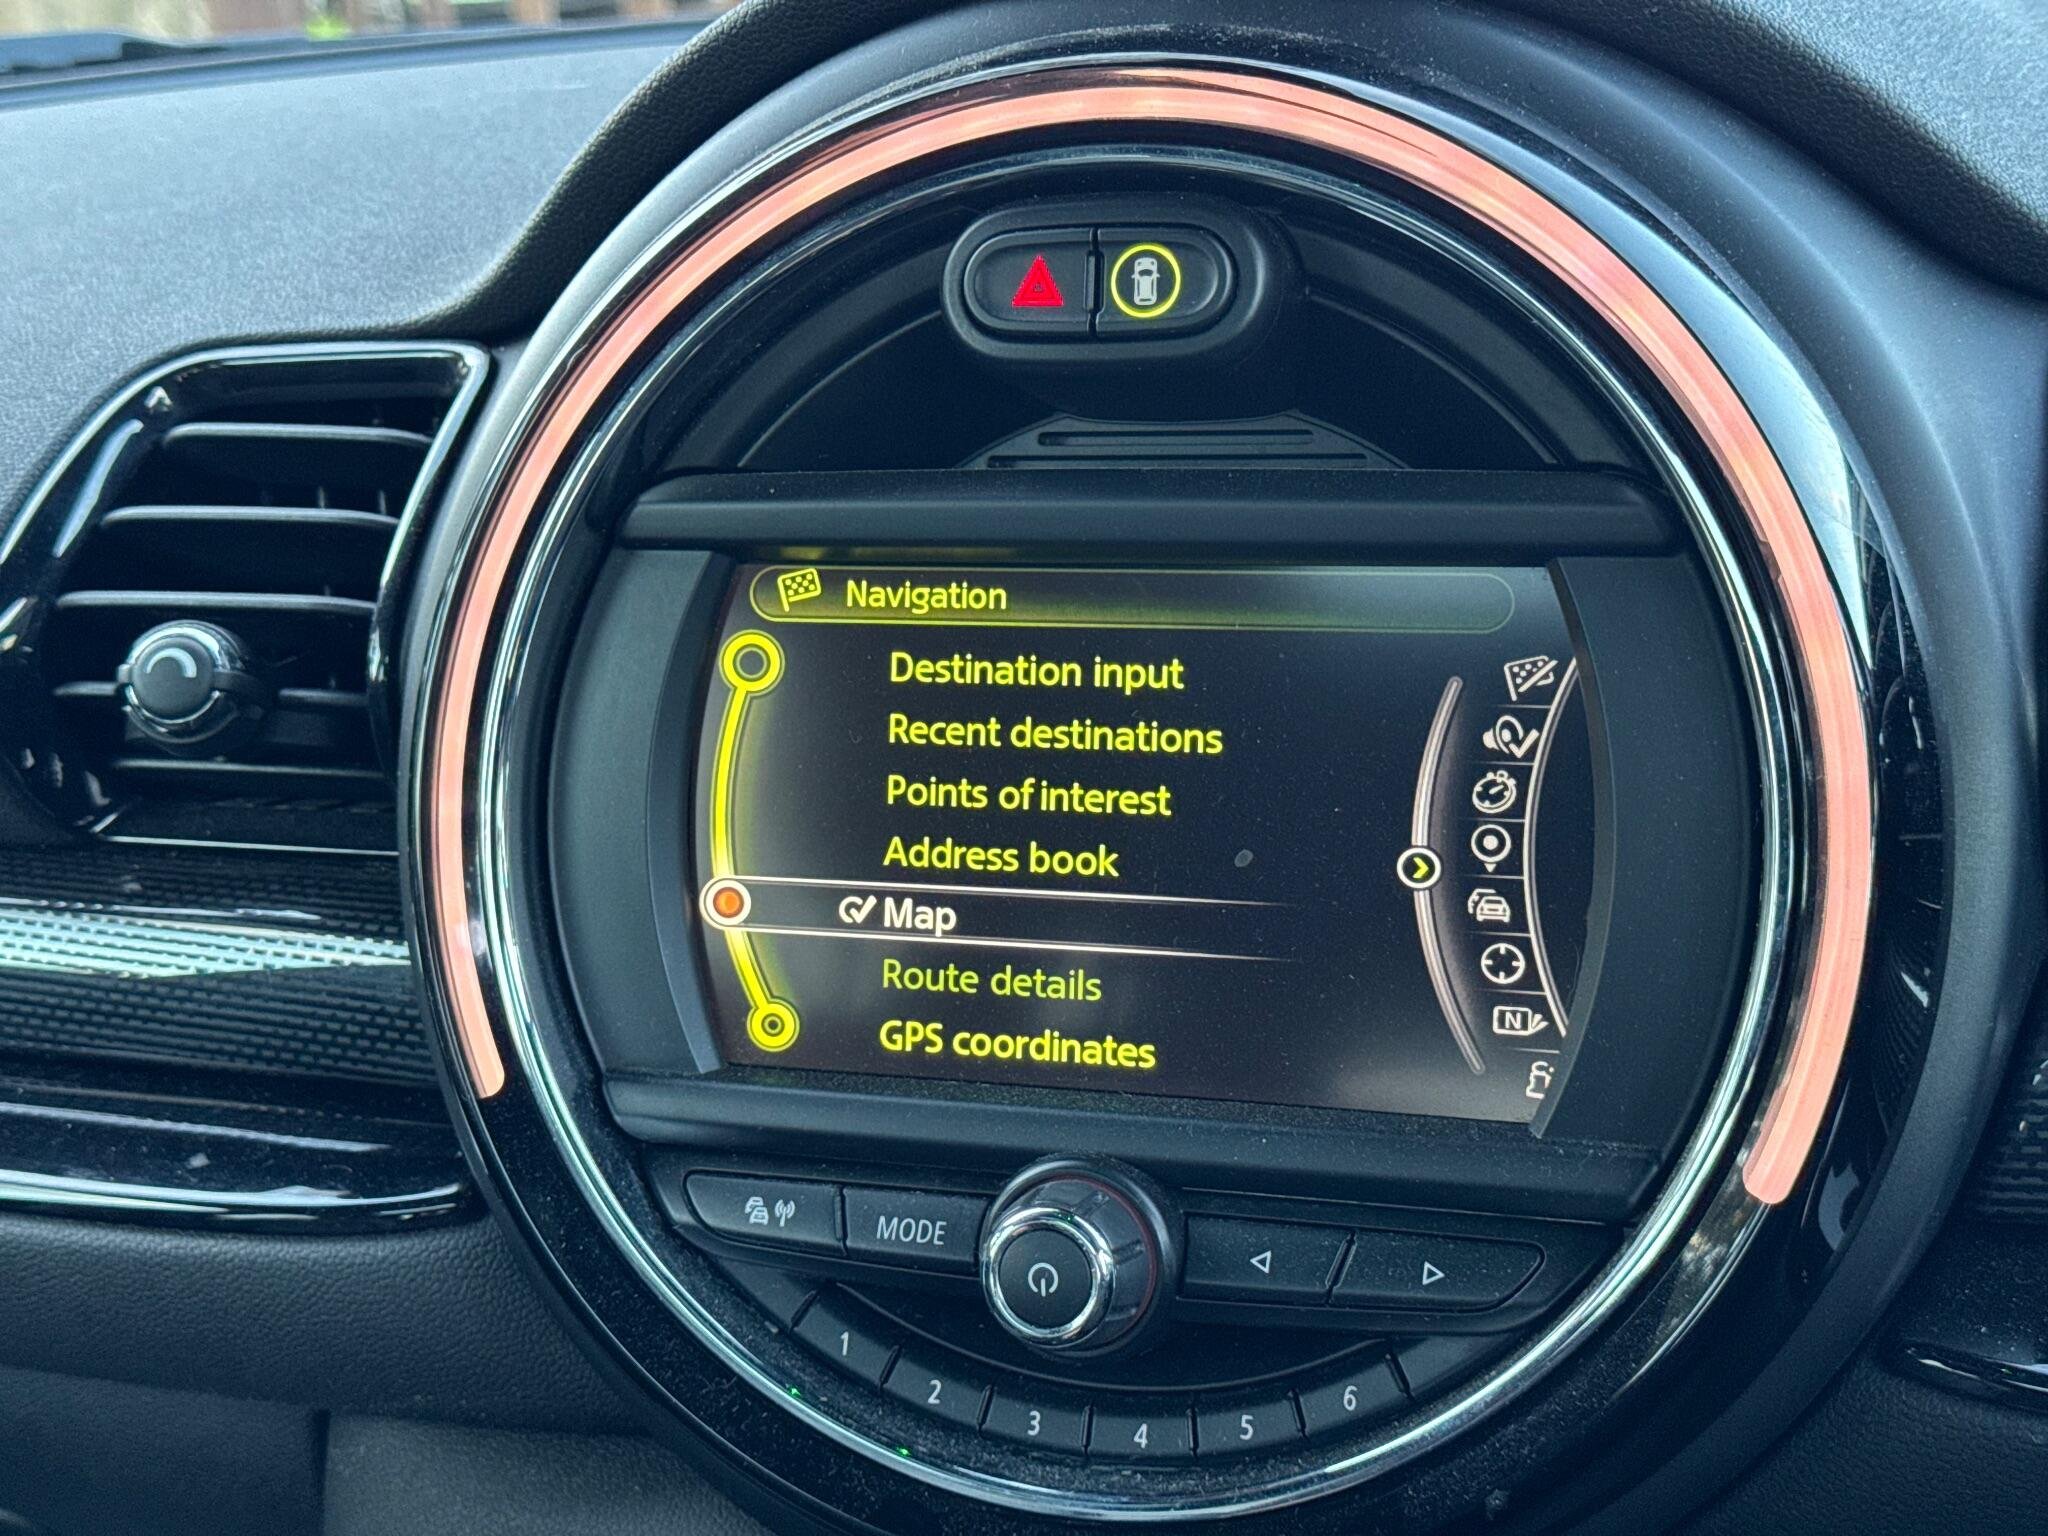 Navigation
Destination input
Recent destinations
Points of interest
Address book
Map
Route details
GPS coordinates
N
MODE
1
2
3
4
5
6